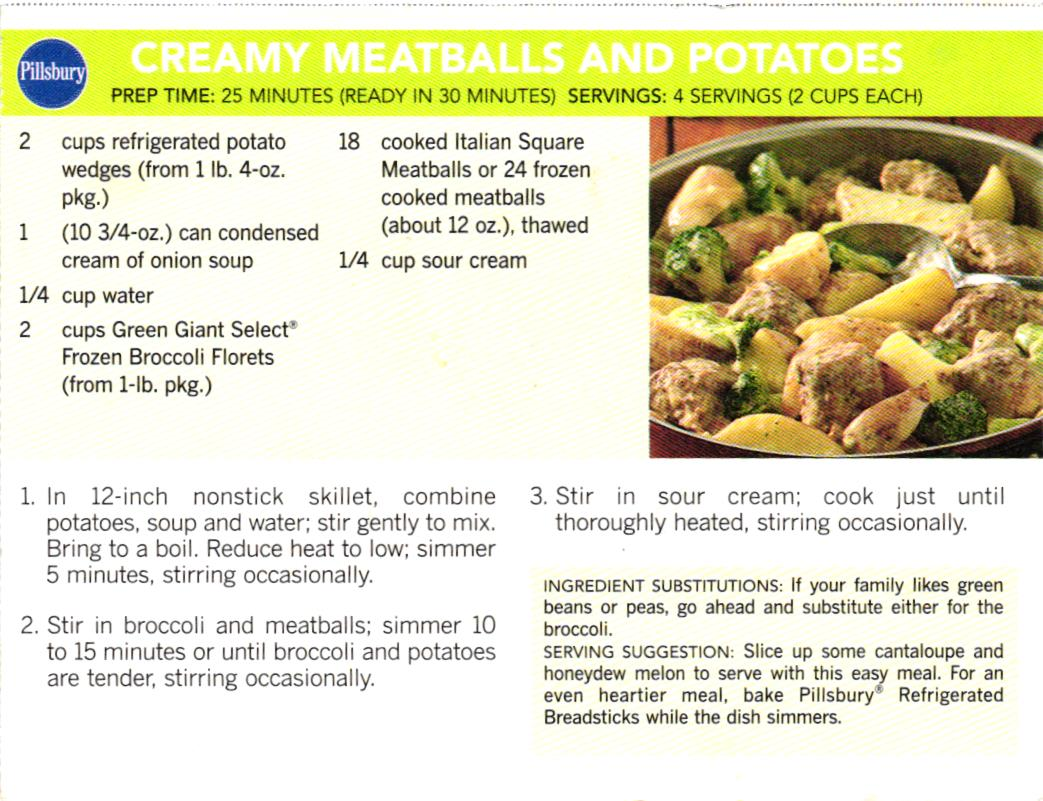 Pillsbury
CREAMY MEATBALLS AND POTATOES
PREP TIME: 25 MINUTES (READY IN 30 MINUTES) SERVINGS: 4 SERVINGS (2 CUPS EACH)
2 cups refrigerated potato
wedges (from 1 lb. 4-oz.
pkg.)
1 (10 3/4-oz.) can condensed
cream of onion soup
1/4 cup water
2 cups Green Giant Select®
Frozen Broccoli Florets
(from 1-lb. pkg.)
18 cooked Italian Square
Meatballs or 24 frozen
cooked meatballs
(about 12 oz.), thawed
1/4 cup sour cream
1. In 12-inch nonstick skillet, combine
potatoes, soup and water; stir gently to mix.
Bring to a boil. Reduce heat to low; simmer
5 minutes, stirring occasionally.
2. Stir in broccoli and meatballs; simmer 10
to 15 minutes or until broccoli and potatoes
are tender, stirring occasionally.
3. Stir in sour cream; cook just until
thoroughly heated, stirring occasionally.
INGREDIENT SUBSTITUTIONS: If your family likes green
beans or peas, go ahead and substitute either for the
broccoli.
SERVING SUGGESTION: Slice up some cantaloupe and
honeydew melon to serve with this easy meal. For an
even heartier meal, bake Pillsbury® Refrigerated
Breadsticks while the dish simmers.